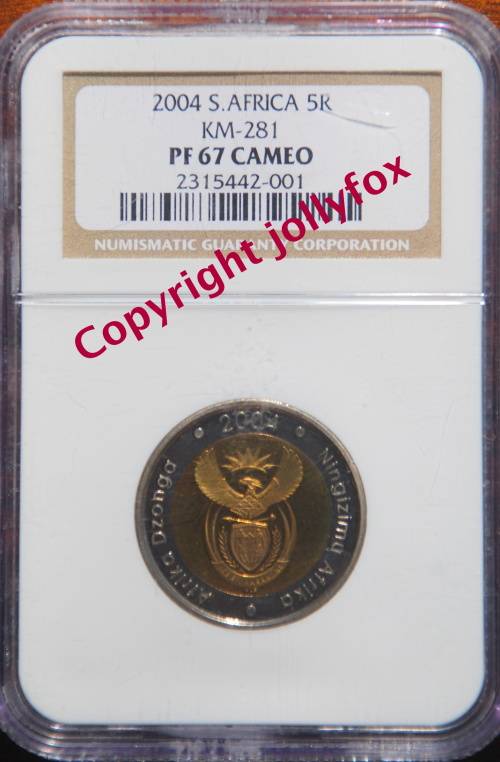 2004 S.AFRICA 5R
KM-281
PF 67 CAMEO
2315442-001
NUMISMATIC GUARANTY CORPORATION
Copyright jollyfox
2004
Afrika Dzonga
Ningizimu Afrika